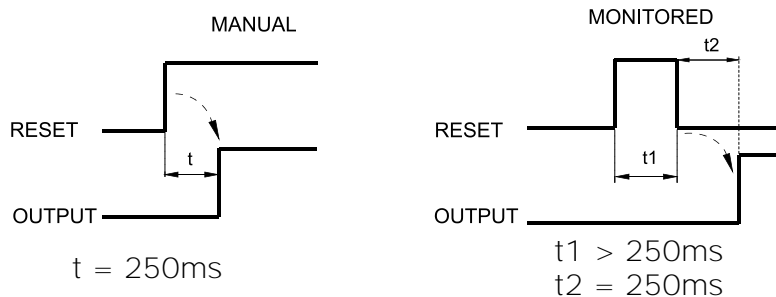 MANUAL
RESET
t
OUTPUT
t = 250ms
MONITORED
t2
RESET
t1
OUTPUT
t1 > 250ms
t2 = 250ms